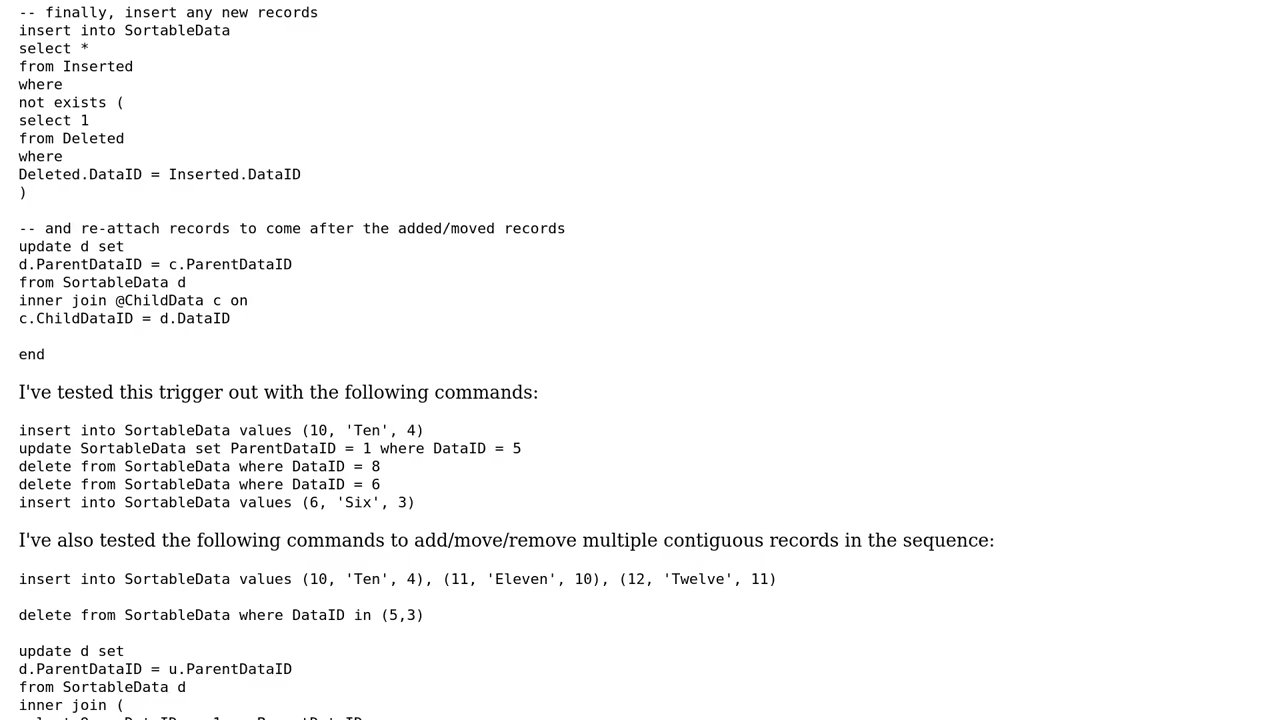 -- finally, insert any new records
insert into SortableData
select *
from Inserted
where
not exists (
select 1
from Deleted
where
Deleted.DataID = Inserted.DataID
)
-- and re-attach records to come after the added/moved records
update d set
d.ParentDataID = c.ParentDataID
from SortableData d
inner join @ChildData c on
c.ChildDataID = d.DataID
end
I've tested this trigger out with the following commands:
insert into SortableData values (10, 'Ten', 4)
update SortableData set ParentDataID = 1 where DataID = 5
delete from SortableData where DataID = 8
delete from SortableData where DataID = 6
insert into SortableData values (6, 'Six', 3)
I've also tested the following commands to add/move/remove multiple contiguous records in the sequence:
insert into SortableData values (10, 'Ten', 4), (11, 'Eleven', 10), (12, 'Twelve', 11)
delete from SortableData where DataID in (5,3)
update d set
d.ParentDataID = u.ParentDataID
from SortableData d
inner join (